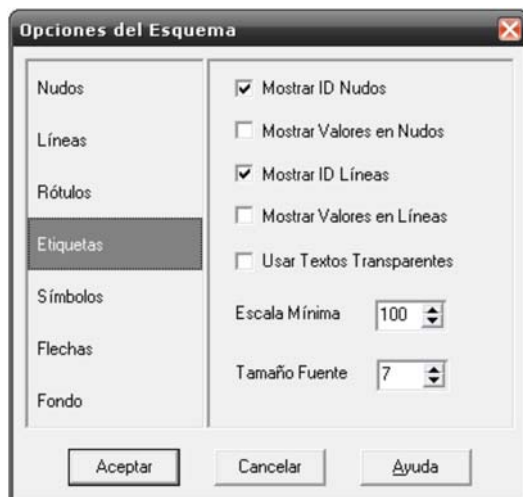 Opciones del Esquema
Nudos
Líneas
Rótulos
Etiquetas
Símbolos
Flechas
Fondo
Mostrar ID Nudos
Mostrar Valores en Nudos
Mostrar ID Líneas
Mostrar Valores en Líneas
Usar Textos Transparentes
Escala Mínima 100
Tamaño Fuente 7
Aceptar Cancelar Ayuda